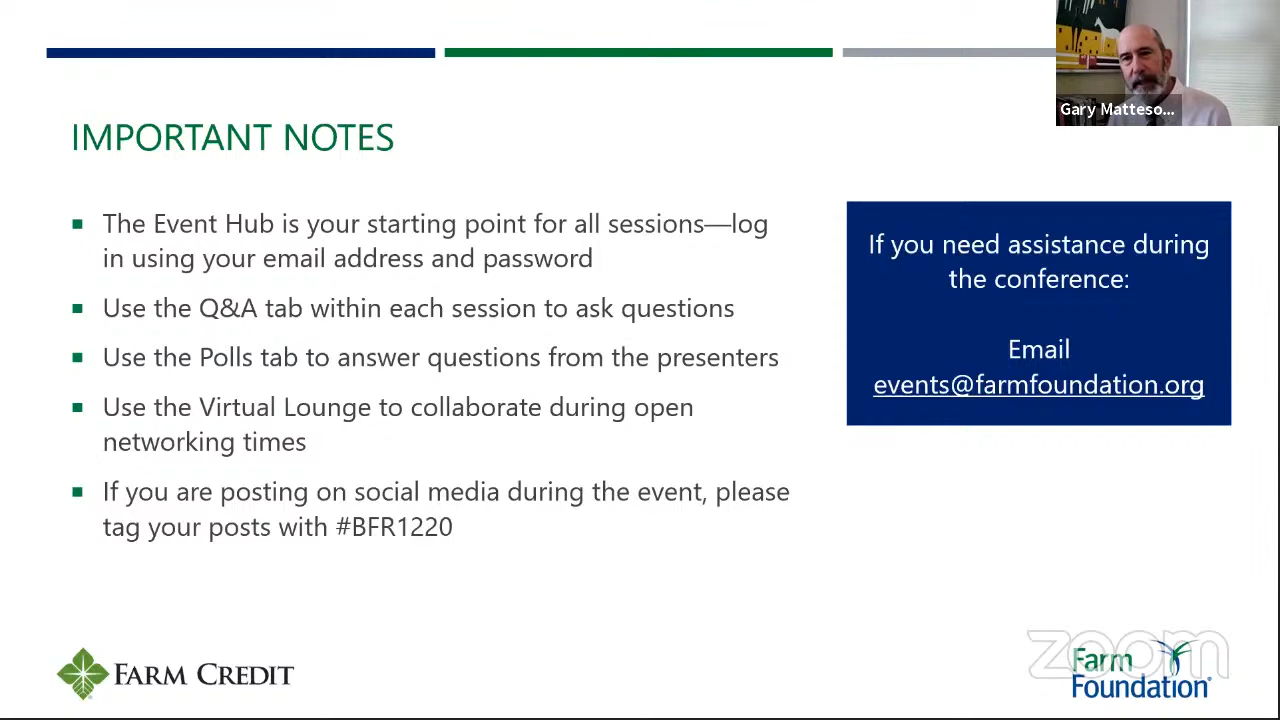 Gary Matteso...
IMPORTANT NOTES
The Event Hub is your starting point for all sessions—log
in using your email address and password
Use the Q&A tab within each session to ask questions
Use the Polls tab to answer questions from the presenters
Use the Virtual Lounge to collaborate during open
networking times
If you are posting on social media during the event, please
tag your posts with #BFR1220
If you need assistance during
the conference:
Email
events@farmfoundation.org
FARM CREDIT
zoom
Farm
Foundation®